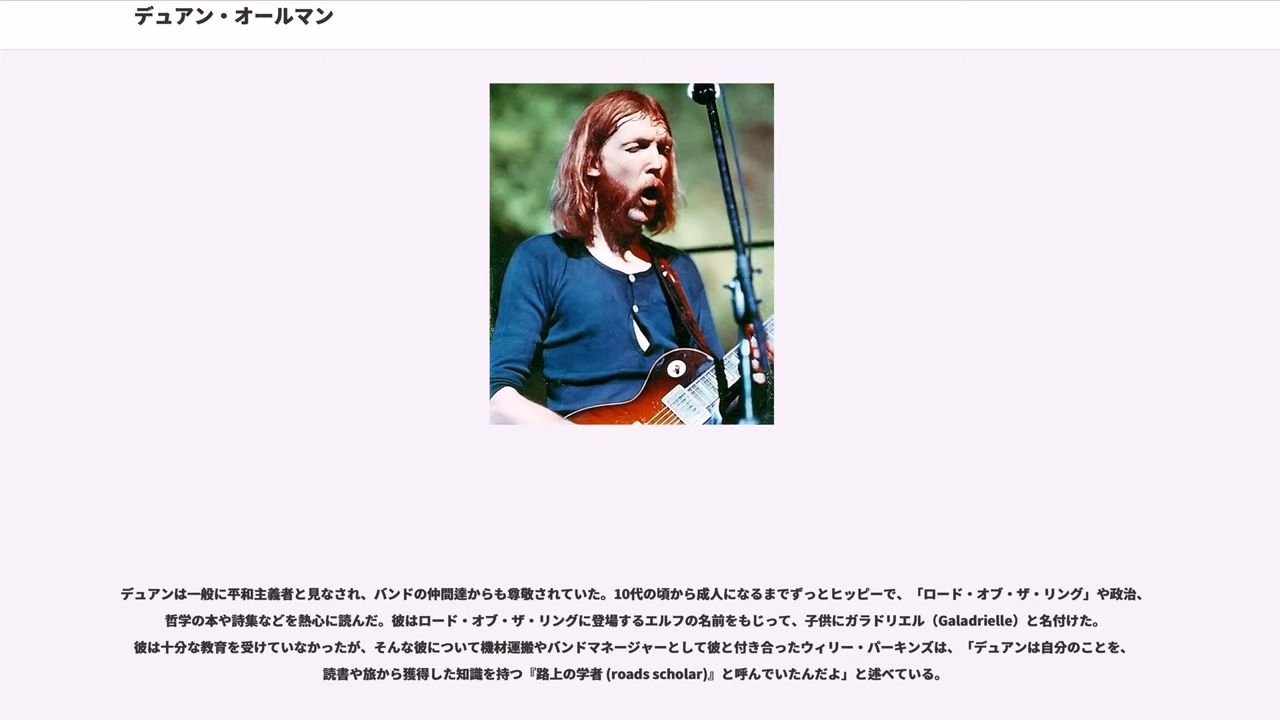 デュアン・オールマン
デュアンは一般に平和主義者と見なされ、バンドの仲間達からも尊敬されていた。10代の頃から成人になるまでずっとヒッピーで、「ロード・オブ・ザ・リング」や政治、
哲学の本や詩集などを熱心に読んだ。彼はロード・オブ・ザ・リングに登場するエルフの名前をもじって、子供にガラドリエル（Galadrielle）と名付けた。
彼は十分な教育を受けていなかったが、そんな彼について機材運搬やバンドマネージャーとして彼と付き合ったウィリー・パーキンズは、「デュアンは自分のことを、
読書や旅から獲得した知識を持つ『路上の学者 (roads scholar)』と呼んでいたんだよ」と述べている。